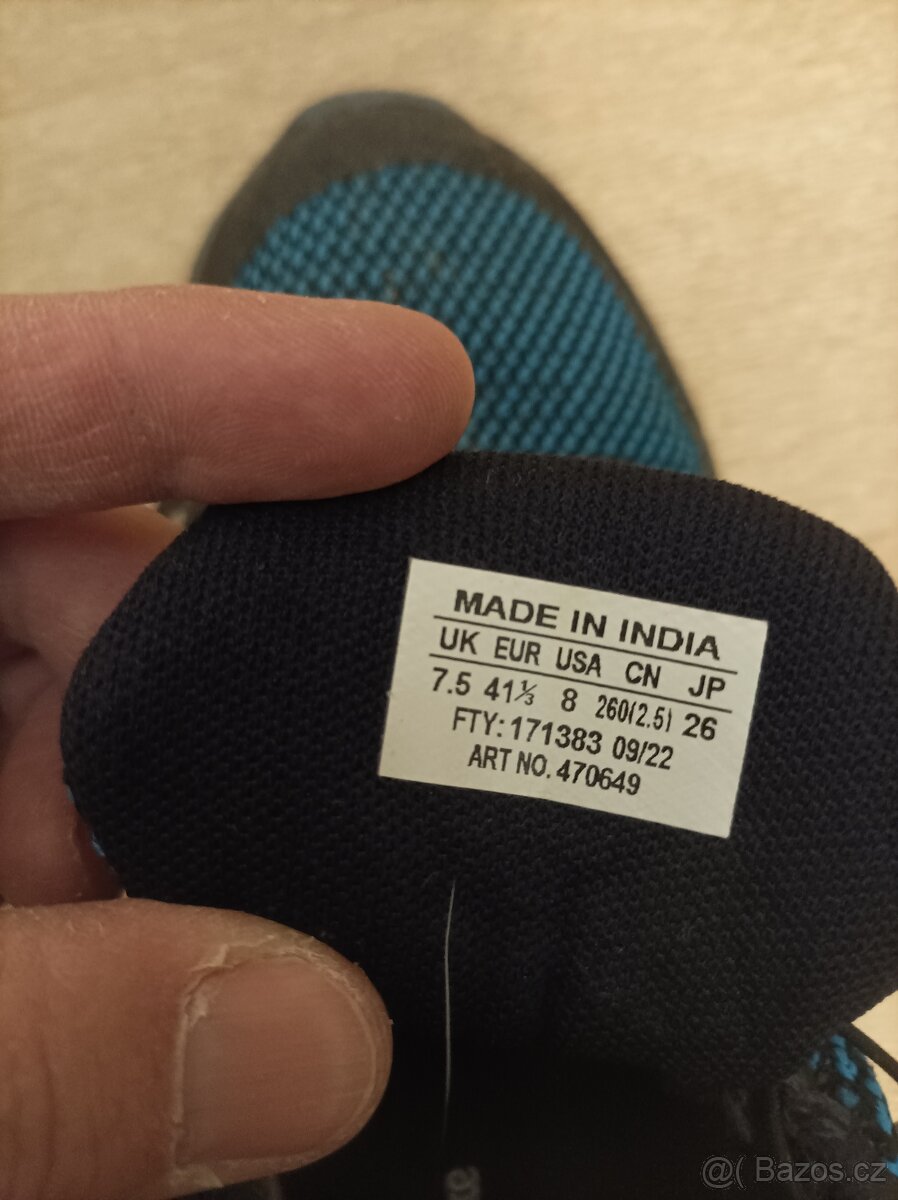 MADE IN INDIA
UK EUR USA CN JP
7.5 41⅓ 8 260(2.5) 26
FTY: 171383 09/22
ART NO. 470649
@( Bazos.cz